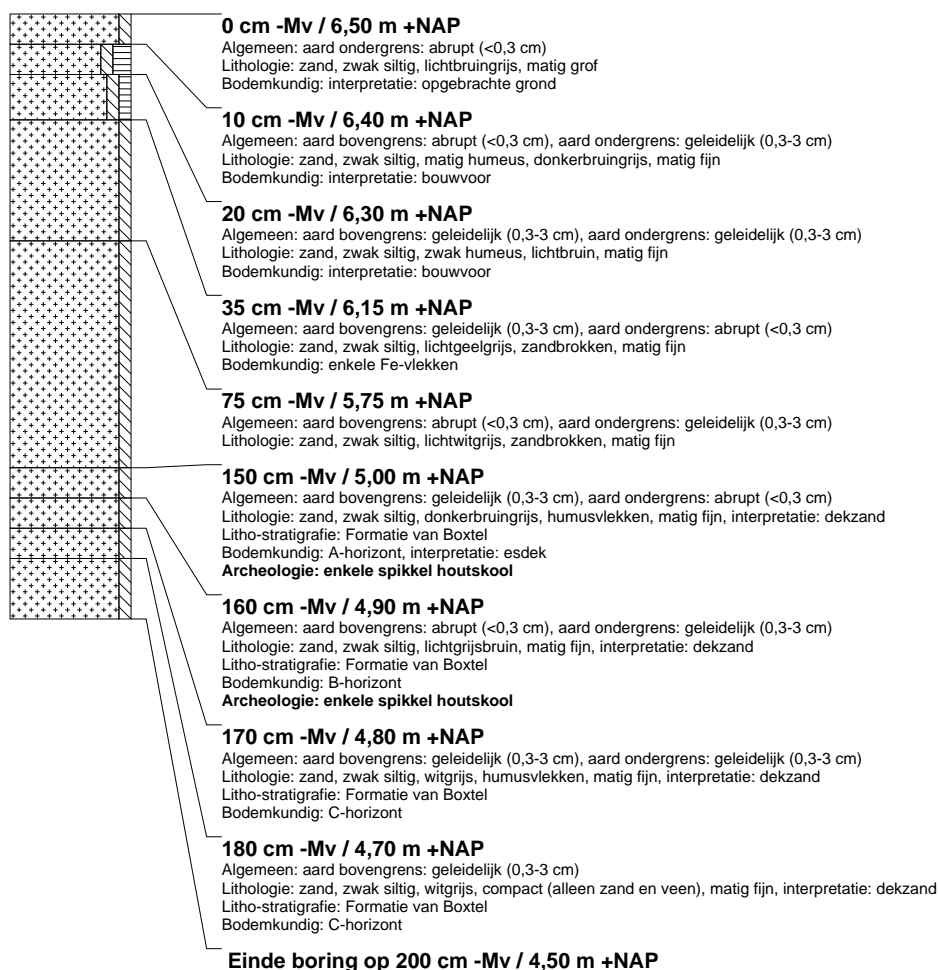 0 cm -Mv / 6,50 m +NAP
Algemeen: aard ondergrens: abrupt (<0,3 cm)
Lithologie: zand, zwak siltig, lichtbruingrijs, matig grof
Bodemkundig: interpretatie: opgebrachte grond
10 cm -Mv / 6,40 m +NAP
Algemeen: aard bovengrens: abrupt (<0,3 cm), aard ondergrens: geleidelijk (0,3-3 cm)
Lithologie: zand, zwak siltig, matig humeus, donkerbruingrijs, matig fijn
Bodemkundig: interpretatie: bouwvoor
20 cm -Mv / 6,30 m +NAP
Algemeen: aard bovengrens: geleidelijk (0,3-3 cm), aard ondergrens: geleidelijk (0,3-3 cm)
Lithologie: zand, zwak siltig, zwak humeus, lichtbruin, matig fijn
Bodemkundig: interpretatie: bouwvoor
35 cm -Mv / 6,15 m +NAP
Algemeen: aard bovengrens: geleidelijk (0,3-3 cm), aard ondergrens: abrupt (<0,3 cm)
Lithologie: zand, zwak siltig, lichtgeelgrijs, zandbrokken, matig fijn
Bodemkundig: enkele Fe-vlekken
75 cm -Mv / 5,75 m +NAP
Algemeen: aard bovengrens: abrupt (<0,3 cm), aard ondergrens: geleidelijk (0,3-3 cm)
Lithologie: zand, zwak siltig, lichtwitgrijs, zandbrokken, matig fijn
150 cm -Mv / 5,00 m +NAP
Algemeen: aard bovengrens: geleidelijk (0,3-3 cm), aard ondergrens: abrupt (<0,3 cm)
Lithologie: zand, zwak siltig, donkerbruingrijs, humusvlekken, matig fijn, interpretatie: dekzand
Litho-stratigrafie: Formatie van Boxtel
Bodemkundig: A-horizont, interpretatie: esdek
Archeologie: enkele spikkel houtskool
160 cm -Mv / 4,90 m +NAP
Algemeen: aard bovengrens: abrupt (<0,3 cm), aard ondergrens: geleidelijk (0,3-3 cm)
Lithologie: zand, zwak siltig, lichtgrijsbruin, matig fijn, interpretatie: dekzand
Litho-stratigrafie: Formatie van Boxtel
Bodemkundig: B-horizont
Archeologie: enkele spikkel houtskool
170 cm -Mv / 4,80 m +NAP
Algemeen: aard bovengrens: geleidelijk (0,3-3 cm), aard ondergrens: geleidelijk (0,3-3 cm)
Lithologie: zand, zwak siltig, witgrijs, humusvlekken, matig fijn, interpretatie: dekzand
Litho-stratigrafie: Formatie van Boxtel
Bodemkundig: C-horizont
180 cm -Mv / 4,70 m +NAP
Algemeen: aard bovengrens: geleidelijk (0,3-3 cm)
Lithologie: zand, zwak siltig, witgrijs, compact (alleen zand en veen), matig fijn, interpretatie: dekzand
Litho-stratigrafie: Formatie van Boxtel
Bodemkundig: C-horizont
Einde boring op 200 cm -Mv / 4,50 m +NAP